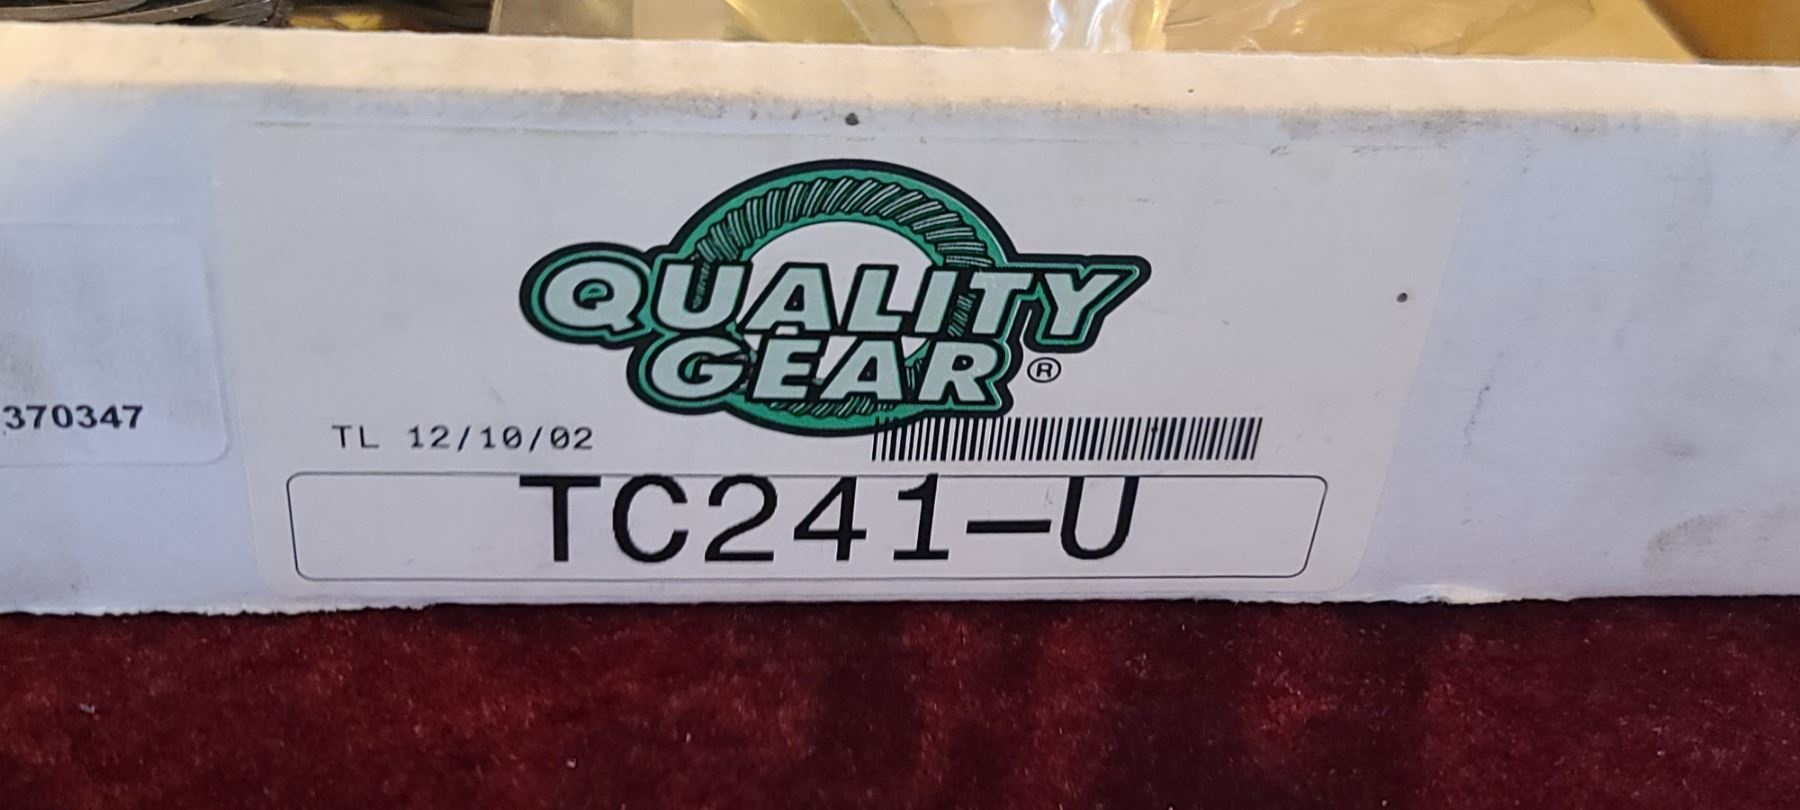 QUALITY
GEAR®
370347
TL 12/10/02
TC241-U